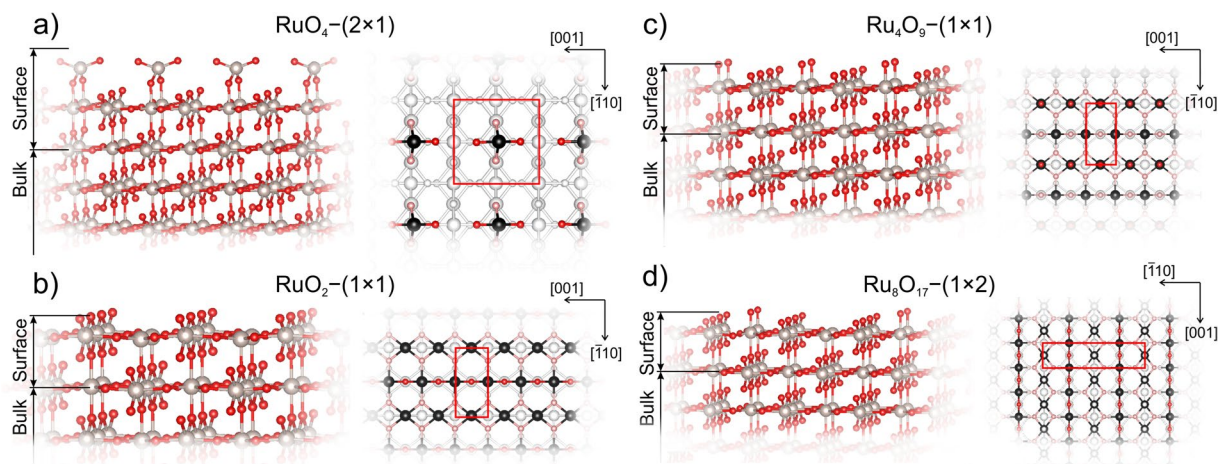 a)
RuO₄−(2×1)
[001]
[1̄10]
Surface
Bulk
b)
RuO₂−(1×1)
[001]
[1̄10]
Surface
Bulk
c)
Ru₄O₉−(1×1)
[001]
[1̄10]
Surface
Bulk
d)
Ru₈O₁₇−(1×2)
[1̄10]
[001]
Surface
Bulk